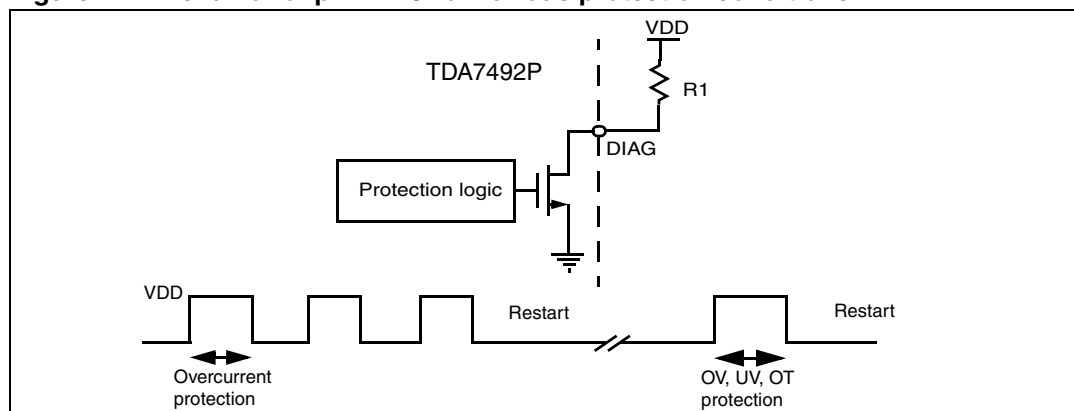 VDD
TDA7492P
R1
DIAG
Protection logic
VDD
Restart
Restart
Overcurrent
protection
OV, UV, OT
protection